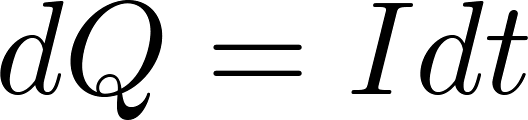 dQ = Idt